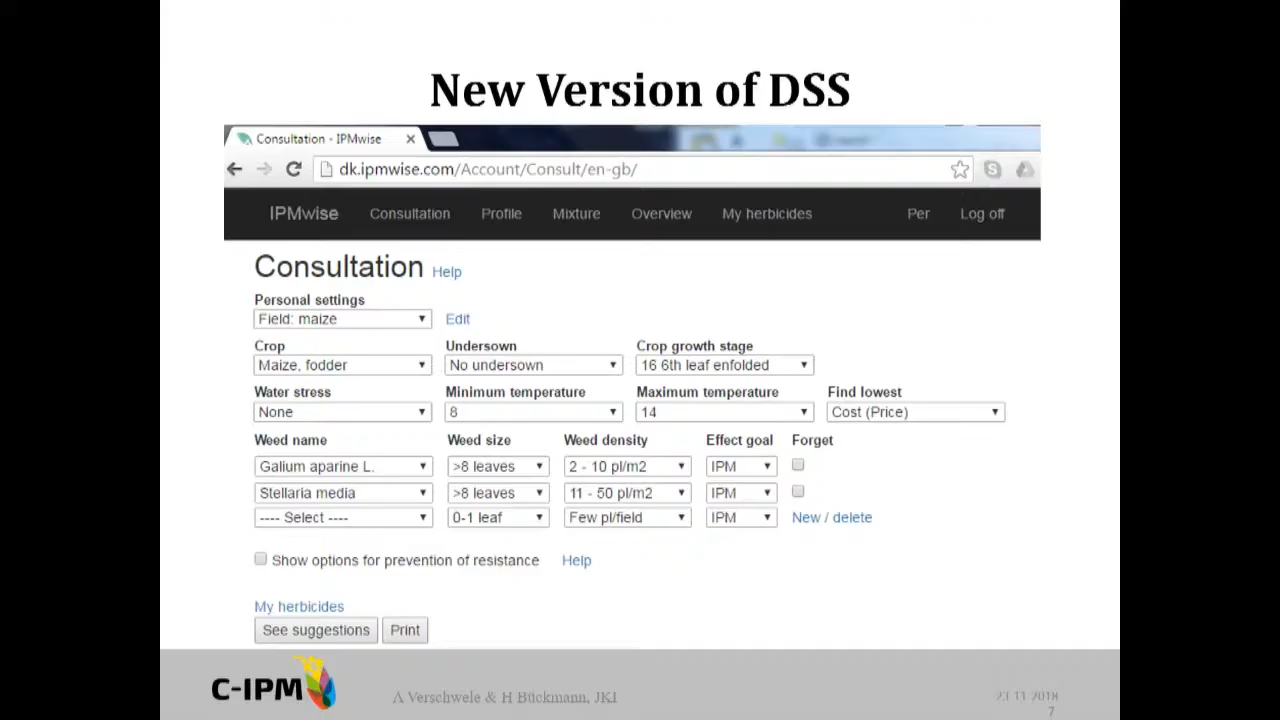 New Version of DSS
Consultation - IPMwise
dk.ipmwise.com/Account/Consult/en-gb/
IPMwise Consultation Profile Mixture Overview My herbicides Per Log off
Consultation Help
Personal settings
Field: maize Edit
Crop Undersown Crop growth stage
Maize, fodder No undersown 16 6th leaf enfolded
Water stress Minimum temperature Maximum temperature Find lowest
None 8 14 Cost (Price)
Weed name Weed size Weed density Effect goal Forget
Galium aparine L. >8 leaves 2 - 10 pl/m2 IPM
Stellaria media >8 leaves 11 - 50 pl/m2 IPM
---- Select ---- 0-1 leaf Few pl/field IPM New / delete
Show options for prevention of resistance Help
My herbicides
See suggestions Print
C-IPM A Verschwele & H Bückmann, JKI 23 11 2018
7